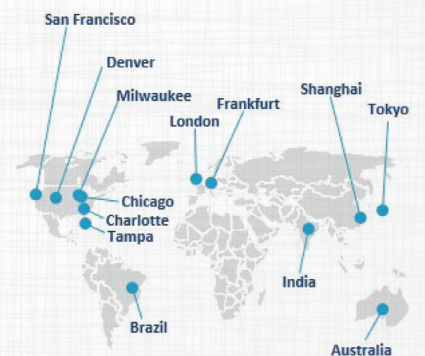 San Francisco
Denver
Milwaukee
London
Frankfurt
Shanghai
Tokyo
Chicago
Charlotte
Tampa
India
Brazil
Australia